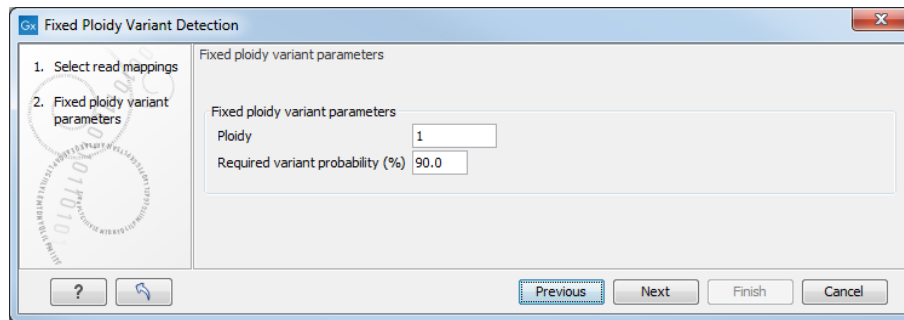 Gx Fixed Ploidy Variant Detection
x
1. Select read mappings
2. Fixed ploidy variant
parameters
Fixed ploidy variant parameters
Fixed ploidy variant parameters
Ploidy 1
Required variant probability (%) 90.0
? Previous Next Finish Cancel